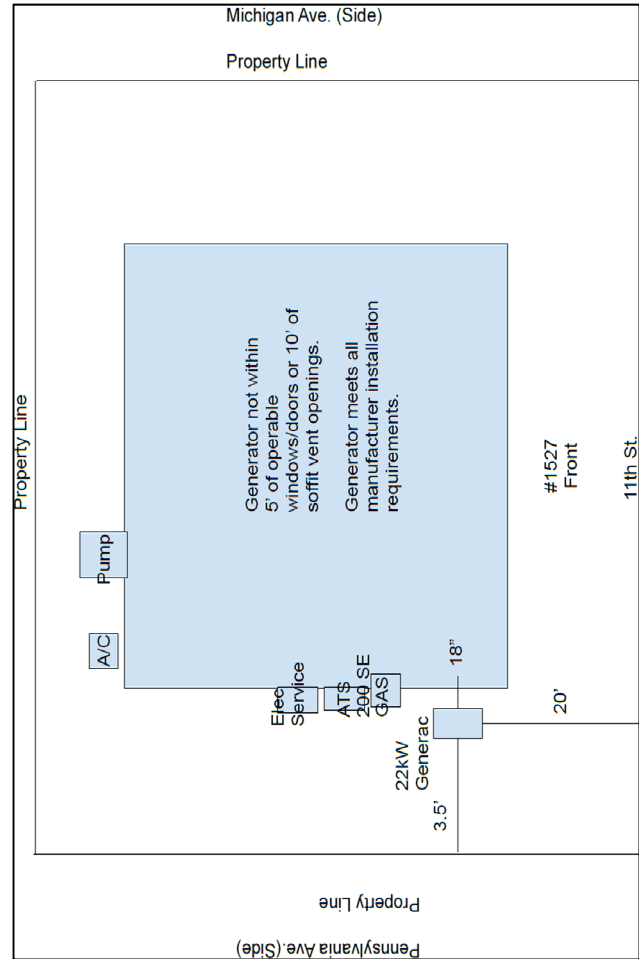 Michigan Ave. (Side)
Property Line
Property Line
Generator not within
5' of operable
windows/doors or 10' of
soffit vent openings.
Generator meets all
manufacturer installation
requirements.
Pump
A/C
Elec
Service
ATS
200 SE
GAS
18”
22kW
Generac
3.5'
20'
#1527
Front
11th St.
Property Line
Pennsylvania Ave.(Side)